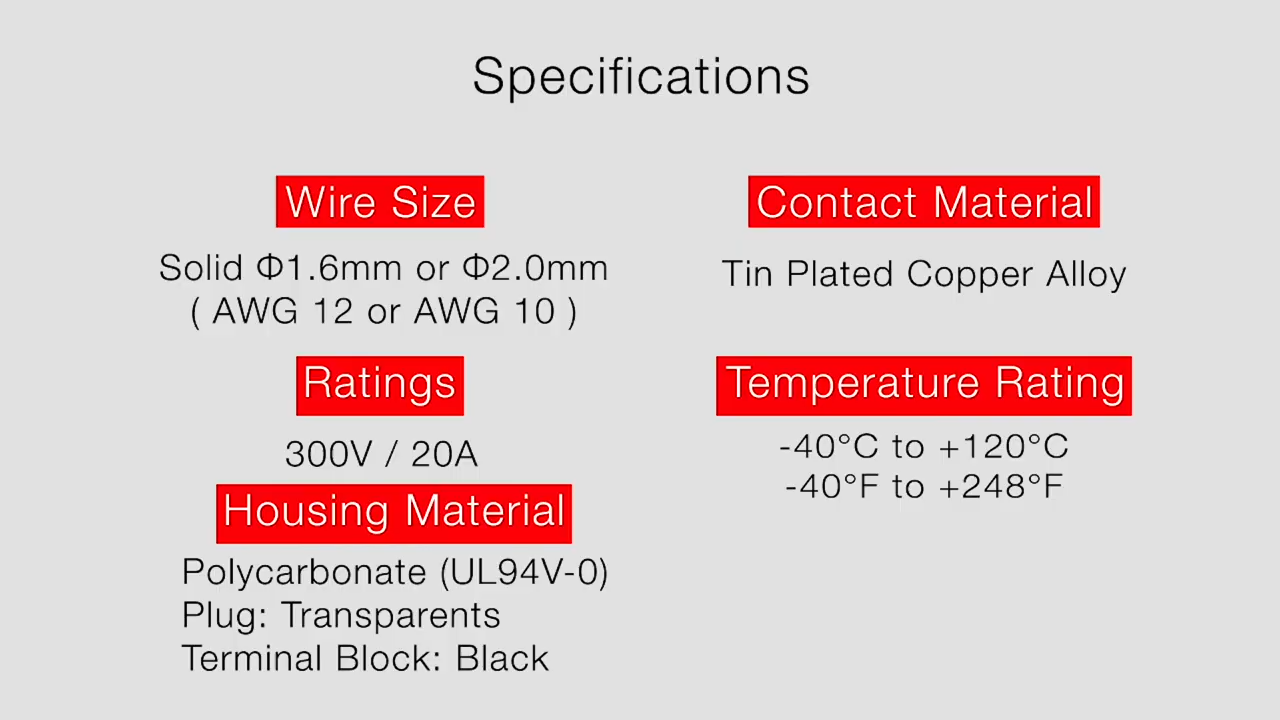 Specifications
Wire Size
Solid Φ1.6mm or Φ2.0mm
( AWG 12 or AWG 10 )
Ratings
300V / 20A
Housing Material
Polycarbonate (UL94V-0)
Plug: Transparents
Terminal Block: Black
Contact Material
Tin Plated Copper Alloy
Temperature Rating
-40°C to +120°C
-40°F to +248°F